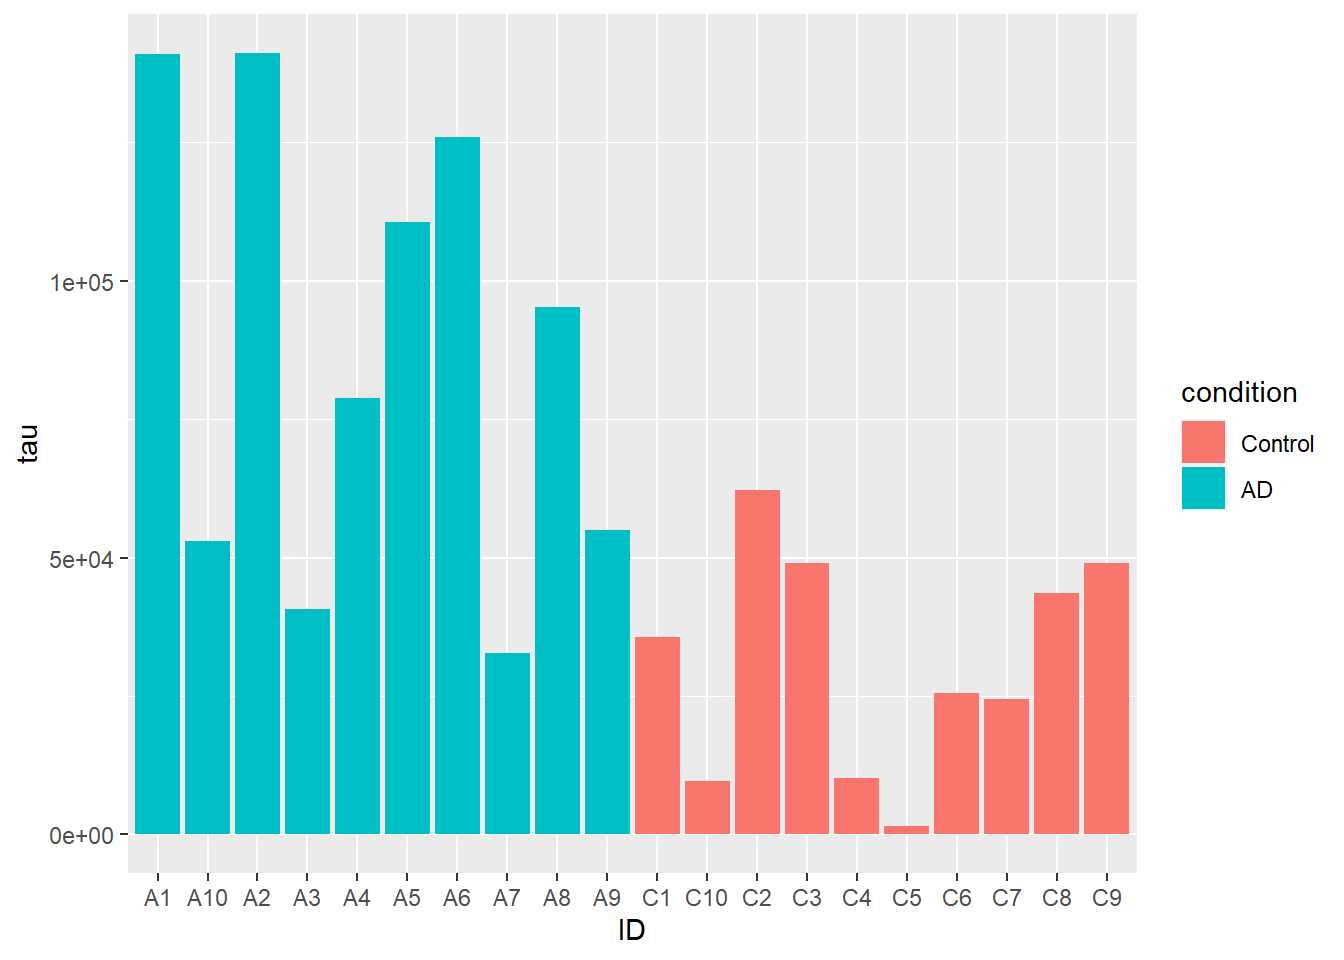 tau
1e+05
5e+04
0e+00
A1 A10 A2 A3 A4 A5 A6 A7 A8 A9 C1 C10 C2 C3 C4 C5 C6 C7 C8 C9
ID
condition
Control
AD